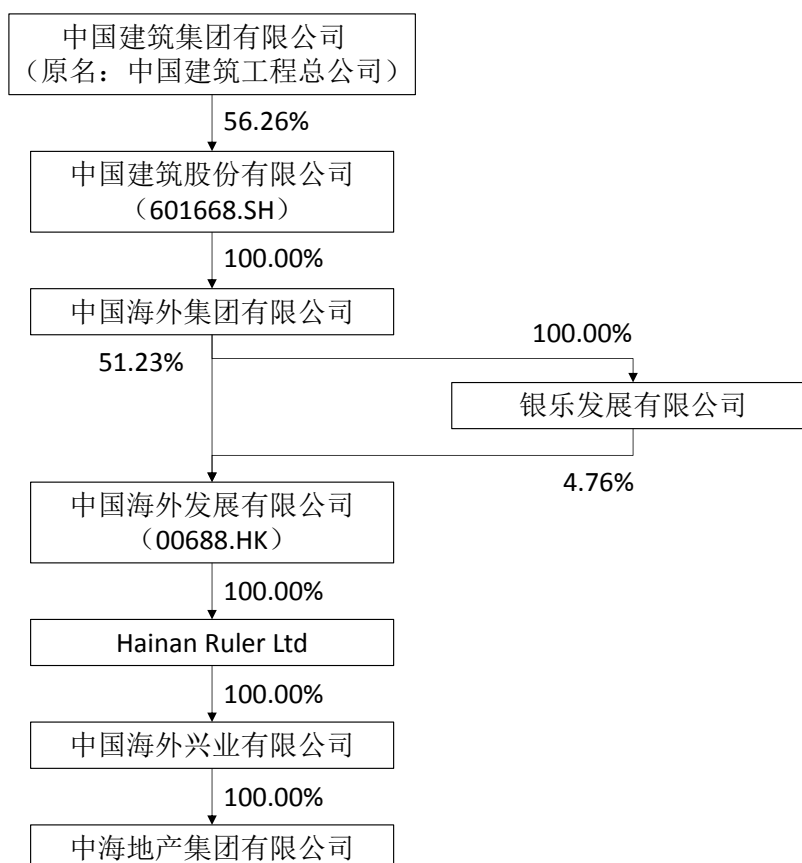 中国建筑集团有限公司
（原名：中国建筑工程总公司）
56.26%
中国建筑股份有限公司
（601668.SH）
100.00%
中国海外集团有限公司
100.00%
51.23%
银乐发展有限公司
4.76%
中国海外发展有限公司
（00688.HK）
100.00%
Hainan Ruler Ltd
100.00%
中国海外兴业有限公司
100.00%
中海地产集团有限公司